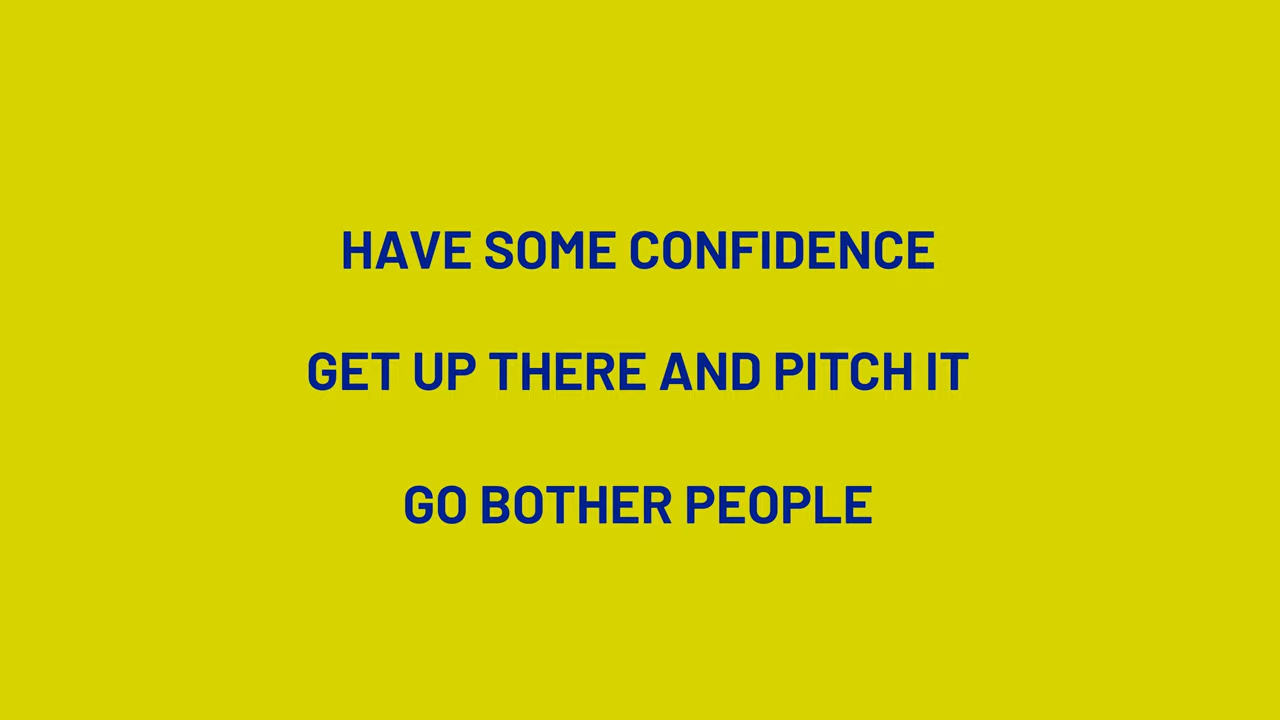 HAVE SOME CONFIDENCE
GET UP THERE AND PITCH IT
GO BOTHER PEOPLE